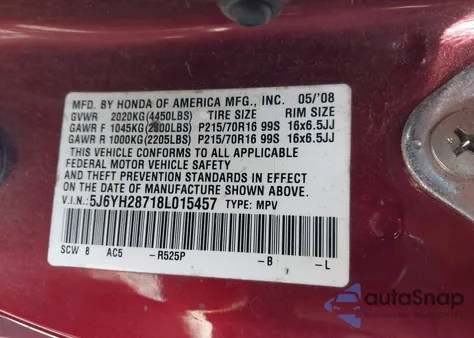 MFD. BY HONDA OF AMERICA MFG., INC. 05/'08
GVWR 2020KG(4450LBS) TIRE SIZE RIM SIZE
GAWR F 1045KG(2300LBS) P215/70R16 99S 16x6.5JJ
GAWR R 1000KG(2205LBS) P215/70R16 99S 16x6.5JJ
THIS VEHICLE CONFORMS TO ALL APPLICABLE
FEDERAL MOTOR VEHICLE SAFETY
AND THEFT PREVENTION STANDARDS IN EFFECT
ON THE DATE OF MANUFACTURE SHOWN ABOVE.
V.I.N.: 5J6YH28718L015457 TYPE: MPV
SCW 8 AC5 -R525P -B -L
autoSnap